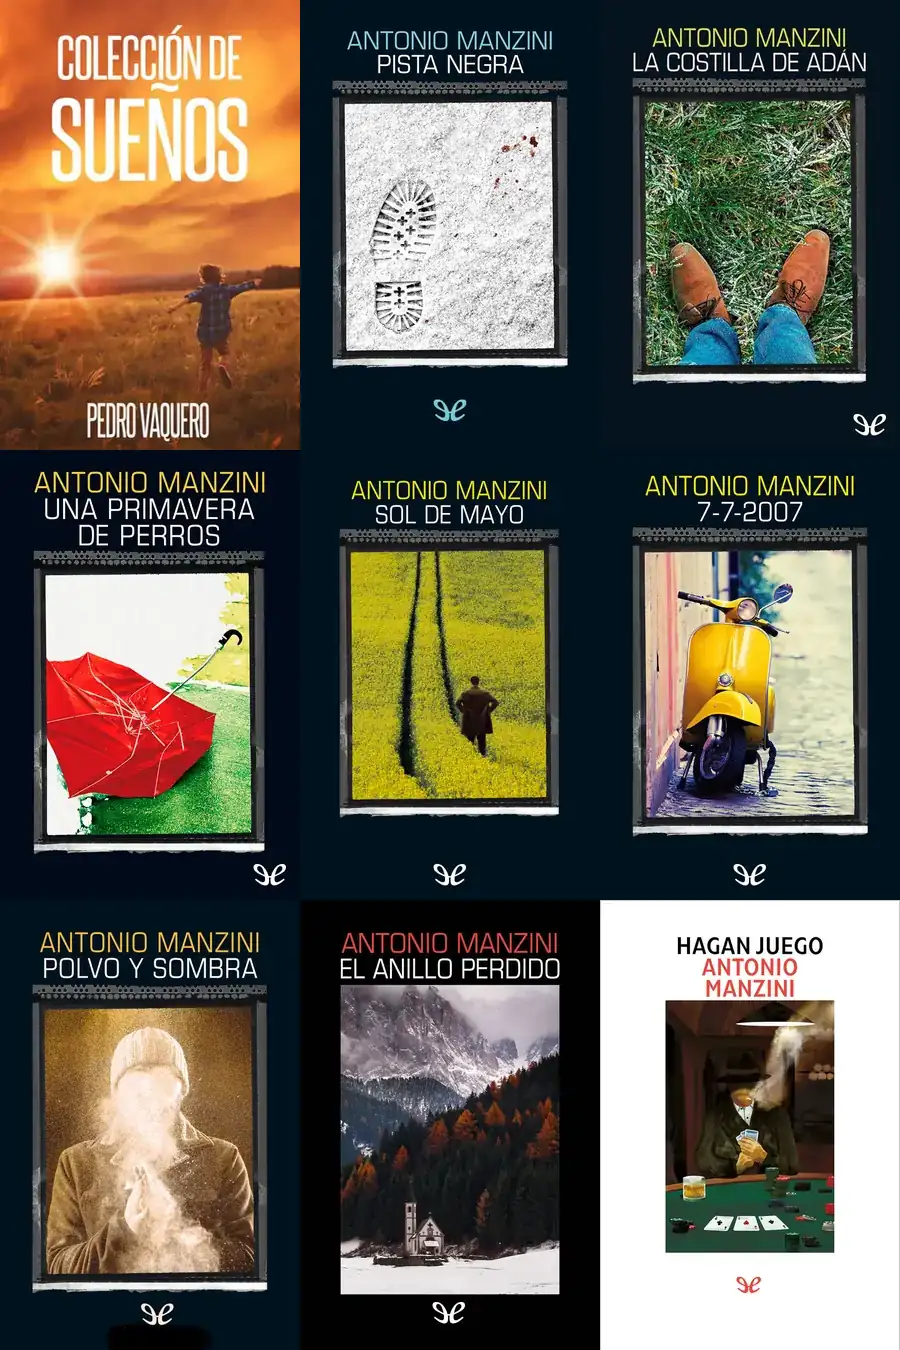 COLECCIÓN DE
SUEÑOS
PEDRO VAQUERO
ANTONIO MANZINI
PISTA NEGRA
ANTONIO MANZINI
LA COSTILLA DE ADÁN
ANTONIO MANZINI
UNA PRIMAVERA
DE PERROS
ANTONIO MANZINI
SOL DE MAYO
ANTONIO MANZINI
7-7-2007
ANTONIO MANZINI
POLVO Y SOMBRA
ANTONIO MANZINI
EL ANILLO PERDIDO
HAGAN JUEGO
ANTONIO
MANZINI